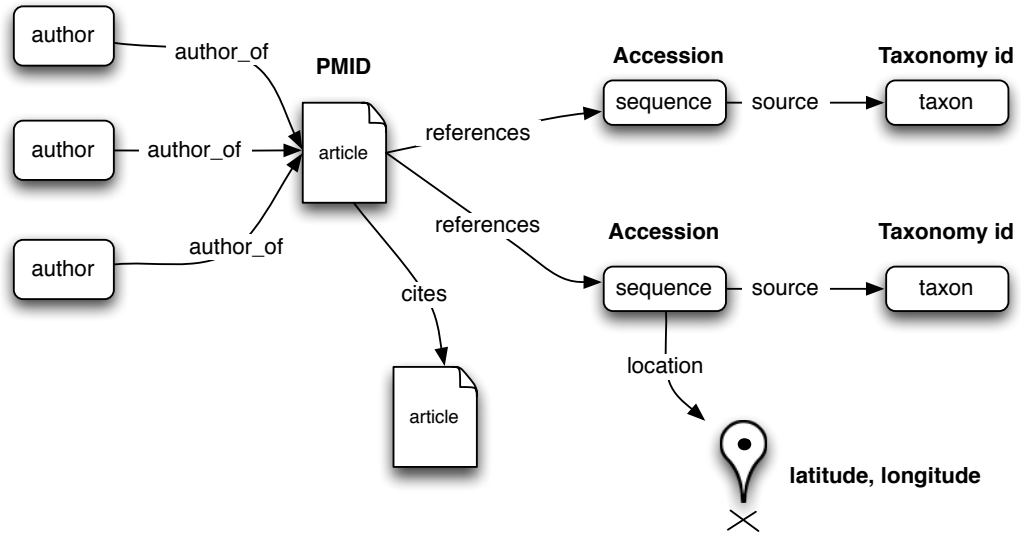 author
author_of
PMID
Accession
Taxonomy id
sequence
source
taxon
author
author_of
article
references
references
Accession
Taxonomy id
author
author_of
sequence
source
taxon
cites
location
article
latitude, longitude